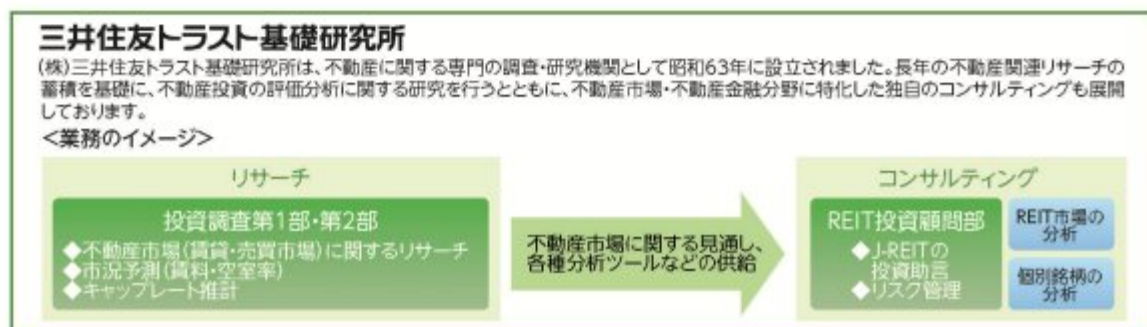 三井住友トラスト基礎研究所
(株)三井住友トラスト基礎研究所は、不動産に関する専門の調査・研究機関として昭和63年に設立されました。長年の不動産関連リサーチの
蓄積を基礎に、不動産投資の評価分析に関する研究を行うとともに、不動産市場・不動産金融分野に特化した独自のコンサルティングも展開
しております。
<業務のイメージ>
リサーチ
投資調査第1部・第2部
◆不動産市場(賃貸・売買市場)に関するリサーチ
◆市況予測(賃料・空室率)
◆キャップレート推計
不動産市場に関する見通し、
各種分析ツールなどの供給
コンサルティング
REIT投資顧問部
◆J-REITの
投資助言
◆リスク管理
REIT市場の
分析
個別銘柄の
分析